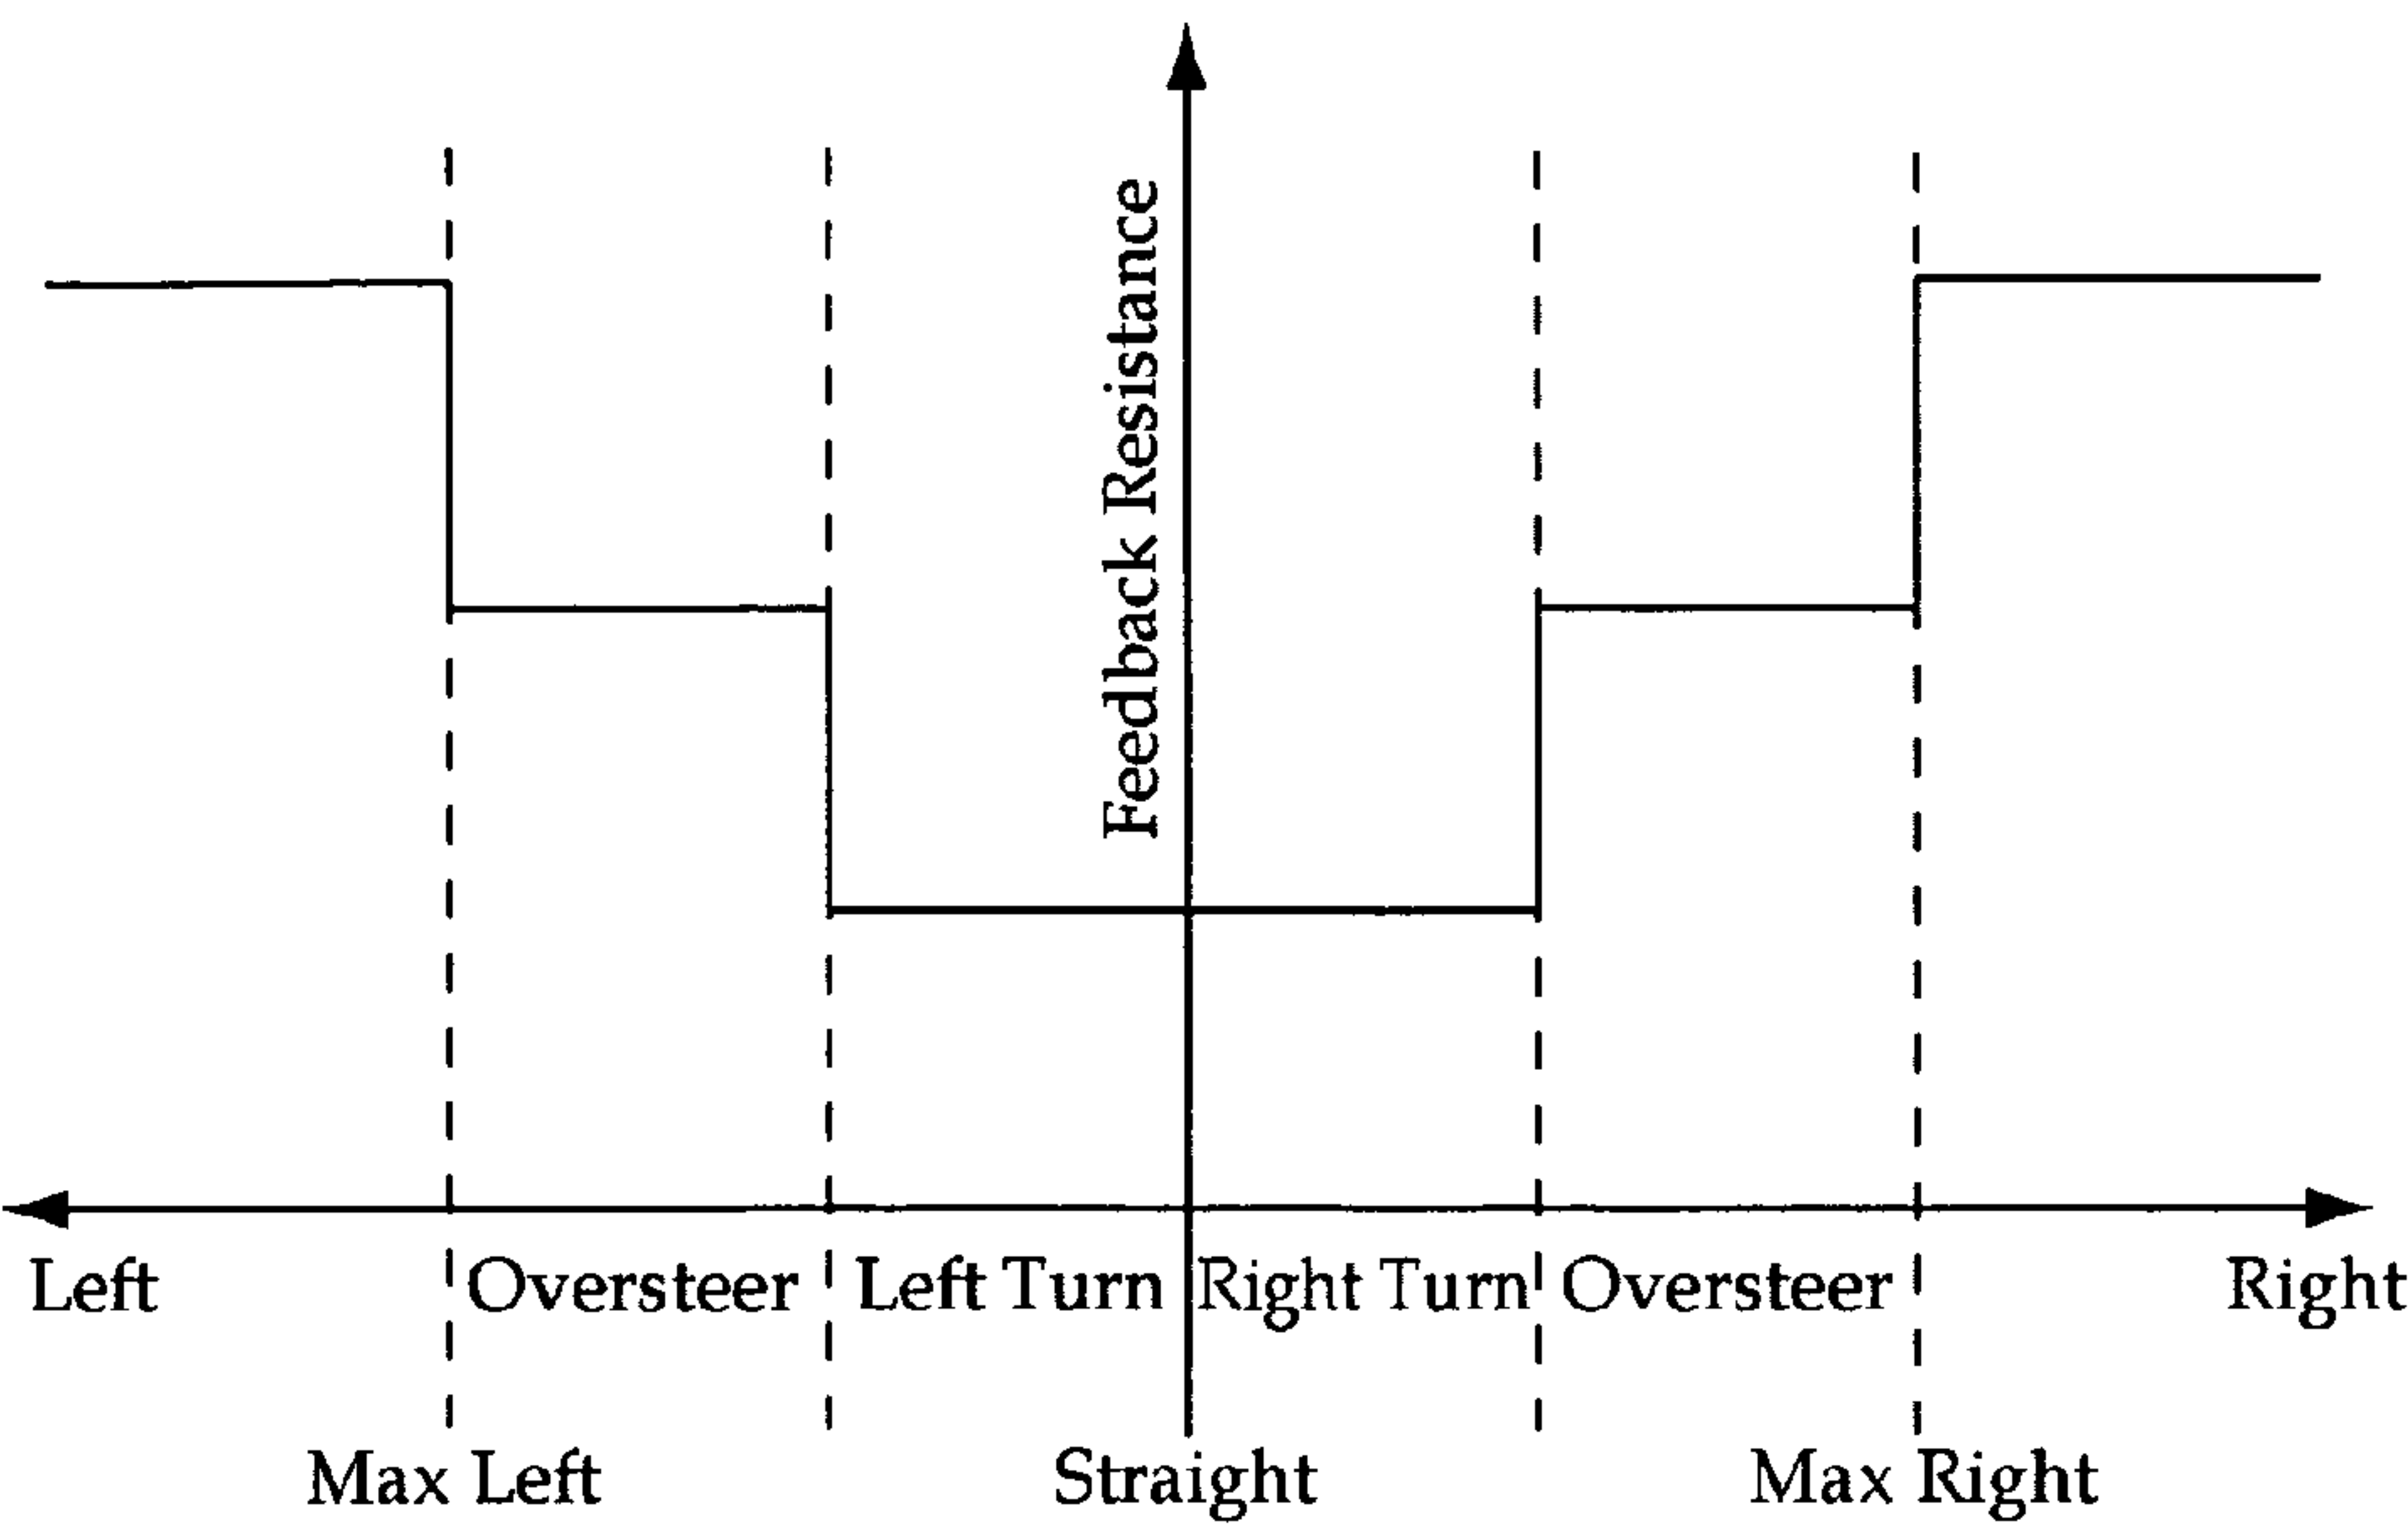 Feedback Resistance
Left
Oversteer
Left Turn
Right Turn
Oversteer
Right
Max Left
Straight
Max Right